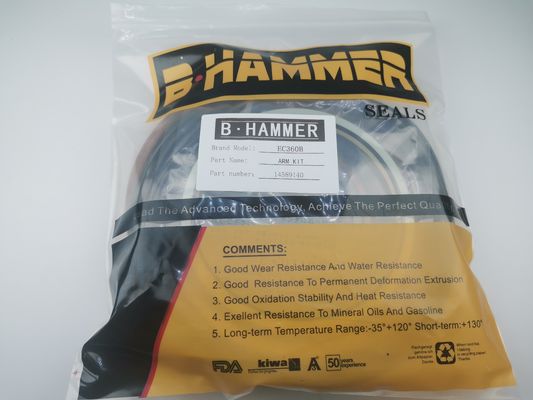 B·HAMMER
SEALS
B·HAMMER
Brand Model: EC360B
Part Name: ARM KIT
Part number: 14589140
ad The Advanced Technology, Achieve The Perfect Qua
COMMENTS:
1. Good Wear Resistance And Water Resistance
2. Good Resistance To Permanent Deformation Extrusion
3. Good Oxidation Stability And Heat Resistance
4. Exellent Resistance To Mineral Oils And Gasoline
5. Long-term Temperature Range:-35°+120° Short-term:+130°
FDA kiwa 50 years experience